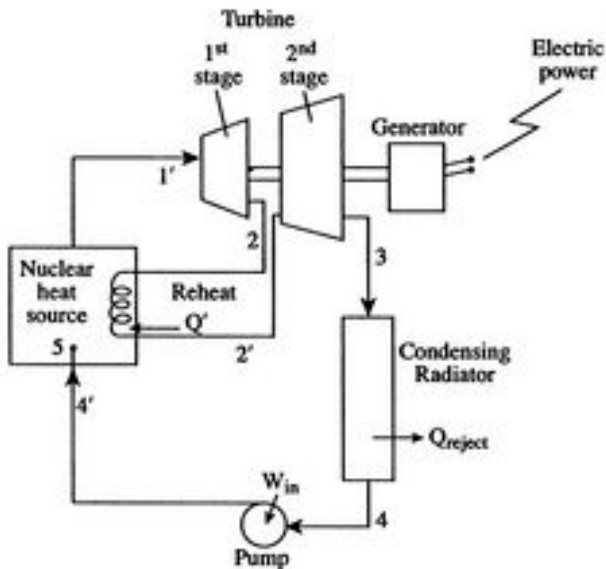 Turbine
1st
stage
2nd
stage
Electric
power
Generator
1'
2
3
Nuclear
heat
source
Reheat
Q'
5
2'
Condensing
Radiator
4'
Qreject
Win
4
Pump